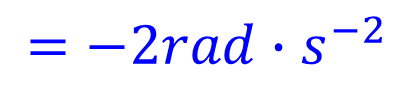 = −2rad · s⁻²